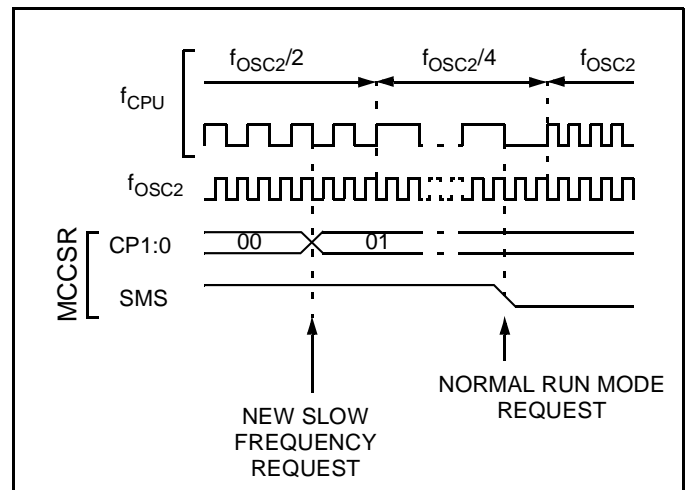 fOSC2/2 fOSC2/4 fOSC2
fCPU
fOSC2
MCCSR
CP1:0 00 01
SMS
NEW SLOW
FREQUENCY
REQUEST
NORMAL RUN MODE
REQUEST